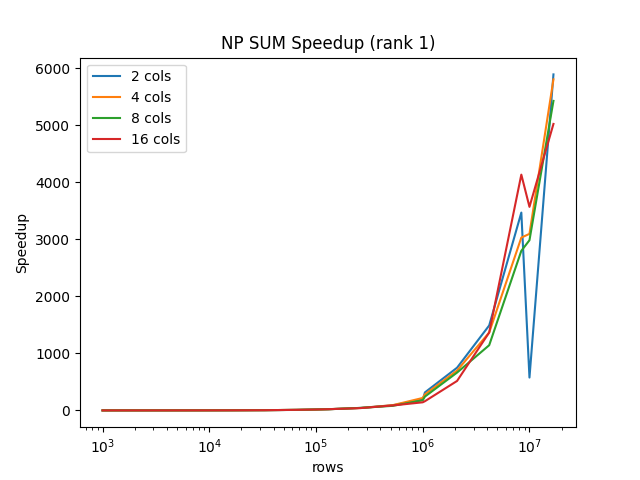 NP SUM Speedup (rank 1)
2 cols
4 cols
8 cols
16 cols
6000
5000
4000
3000
2000
1000
0
Speedup
10³ 10⁴ 10⁵ 10⁶ 10⁷
rows